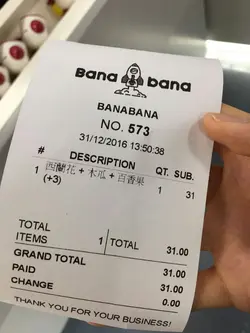 Bana bana
BANABANA
NO. 573
31/12/2016 13:50:38
# DESCRIPTION QT. SUB.
1 西蘭花 + 木瓜 + 百香果 1 31
(+3)
TOTAL ITEMS 1 TOTAL 31.00
GRAND TOTAL 31.00
PAID 31.00
CHANGE 0.00
THANK YOU FOR YOUR BUSINESS!